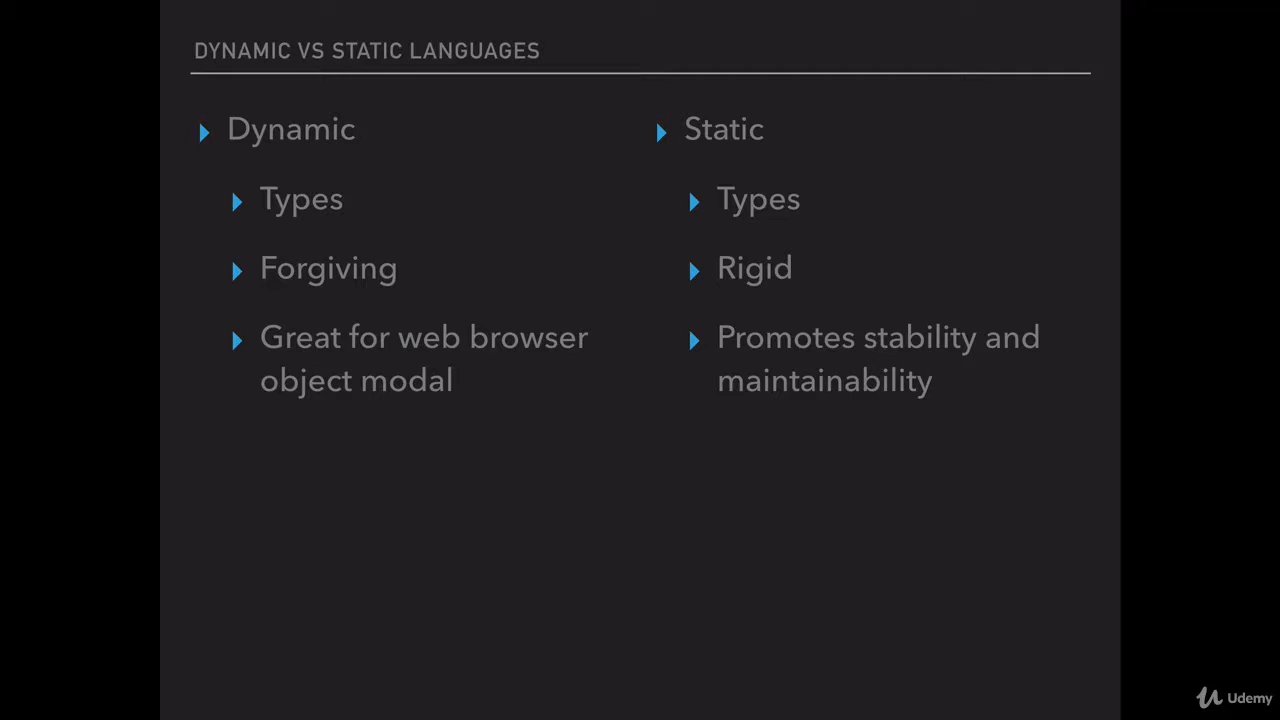 DYNAMIC VS STATIC LANGUAGES
Dynamic
Types
Forgiving
Great for web browser
object modal
Static
Types
Rigid
Promotes stability and
maintainability
Udemy